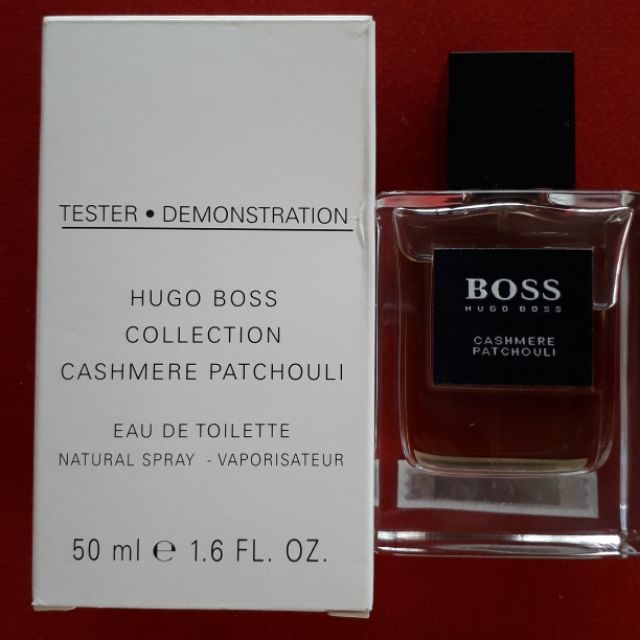 TESTER • DEMONSTRATION
HUGO BOSS
COLLECTION
CASHMERE PATCHOULI
EAU DE TOILETTE
NATURAL SPRAY - VAPORISATEUR
50 ml ℮ 1.6 FL. OZ.
BOSS
HUGO BOSS
CASHMERE
PATCHOULI